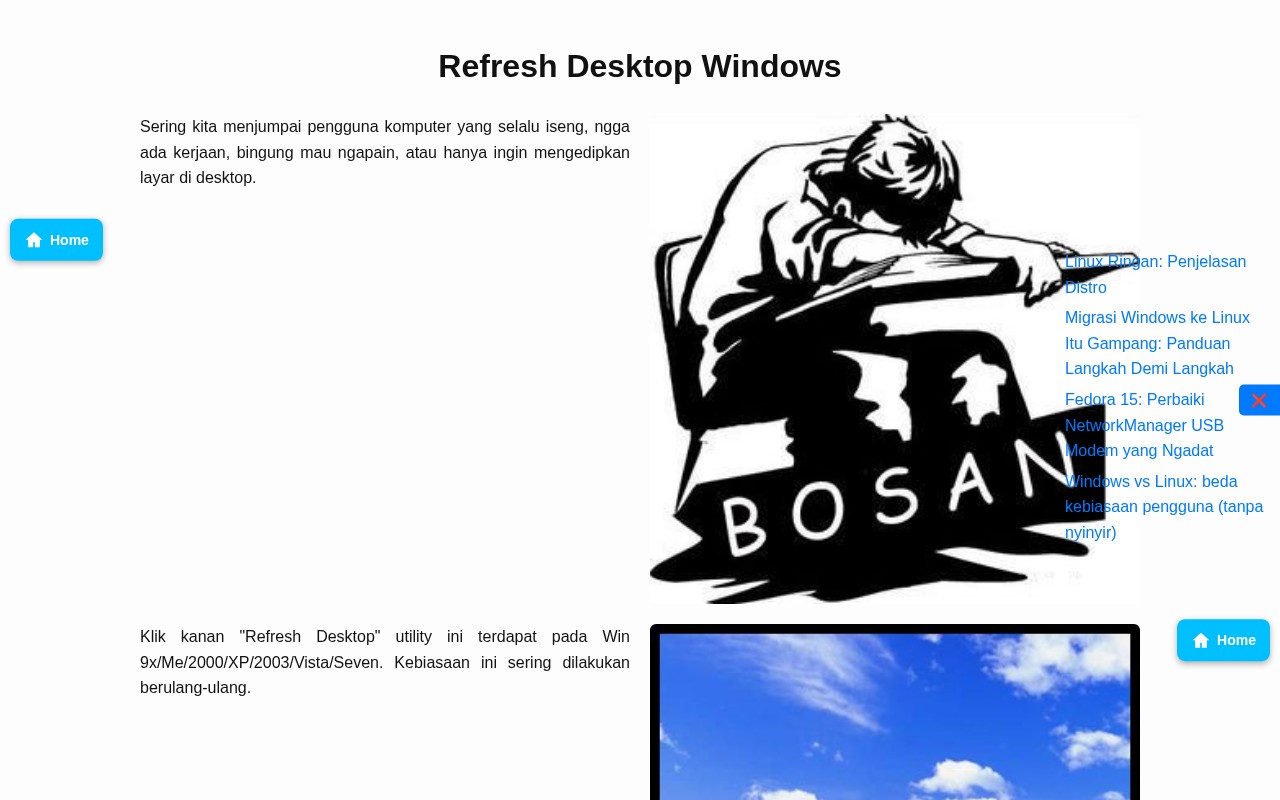 Refresh Desktop Windows
Sering kita menjumpai pengguna komputer yang selalu iseng, ngga
ada kerjaan, bingung mau ngapain, atau hanya ingin mengedipkan
layar di desktop.
Home
Linux Ringan: Penjelasan
Distro
Migrasi Windows ke Linux
Itu Gampang: Panduan
Langkah Demi Langkah
Fedora 15: Perbaiki
NetworkManager USB
Modem yang Ngadat
Windows vs Linux: beda
kebiasaan pengguna (tanpa
nyinyir)
BOSAN
Klik kanan "Refresh Desktop" utility ini terdapat pada Win
9x/Me/2000/XP/2003/Vista/Seven. Kebiasaan ini sering dilakukan
berulang-ulang.
Home